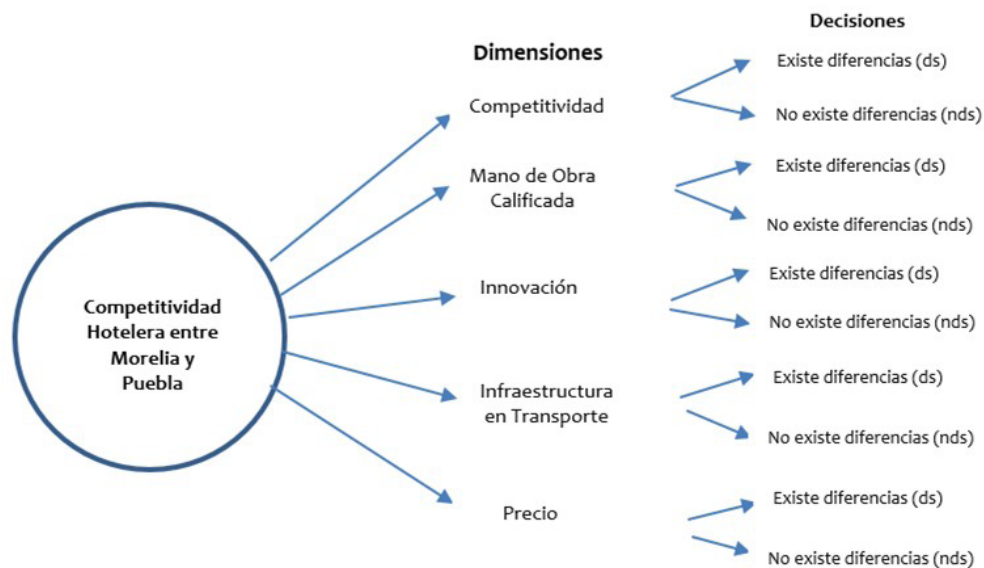 Decisiones
Dimensiones
Existe diferencias (ds)
Competitividad
No existe diferencias (nds)
Mano de Obra
Calificada
Existe diferencias (ds)
No existe diferencias (nds)
Competitividad
Hotelera entre
Morelia y
Puebla
Innovación
Existe diferencias (ds)
No existe diferencias (nds)
Infraestructura
en Transporte
Existe diferencias (ds)
No existe diferencias (nds)
Precio
Existe diferencias (ds)
No existe diferencias (nds)